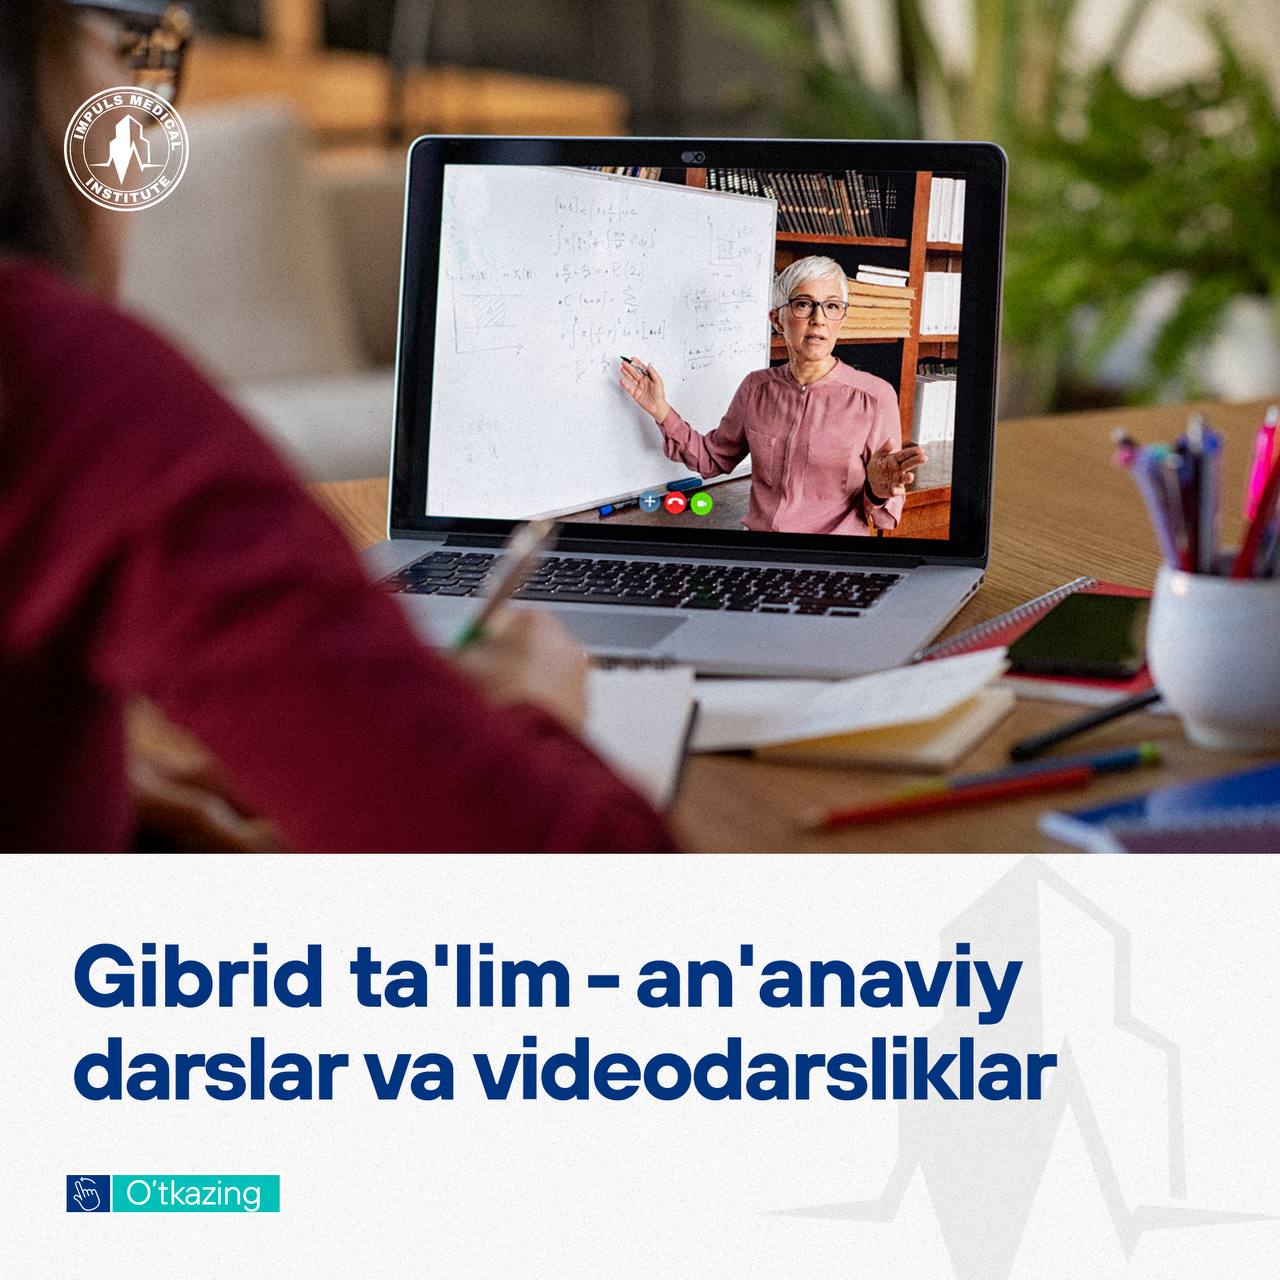 IMPULS MEDICAL
INSTITUTE
Gibrid ta'lim - an'anaviy
darslar va videodarsliklar
O'tkazing